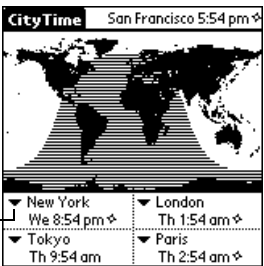 CityTime San Francisco 5:54 pm
New York London
We 8:54 pm Th 1:54 am
Tokyo Paris
Th 9:54 am Th 2:54 am